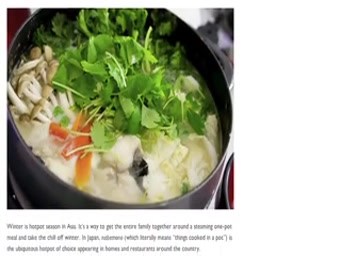 Winter is hotpot season in Asia. It's a way to get the entire family together around a steaming one-pot
meal and take the chill off winter. In Japan, nabemono (which literally means "things cooked in a pot") is
the ubiquitous hotpot of choice appearing in homes and restaurants around the country.